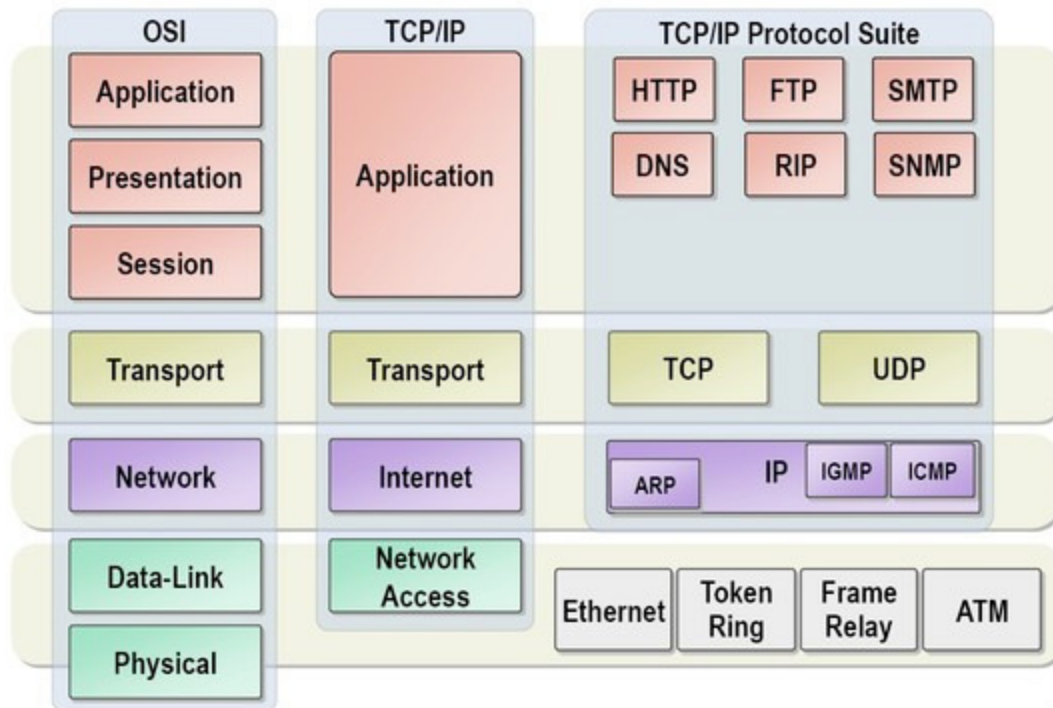 OSI
TCP/IP
TCP/IP Protocol Suite
Application
Presentation
Session
Application
HTTP
FTP
SMTP
DNS
RIP
SNMP
Transport
Transport
TCP
UDP
Network
Internet
ARP
IP
IGMP
ICMP
Data-Link
Physical
Network
Access
Ethernet
Token
Ring
Frame
Relay
ATM